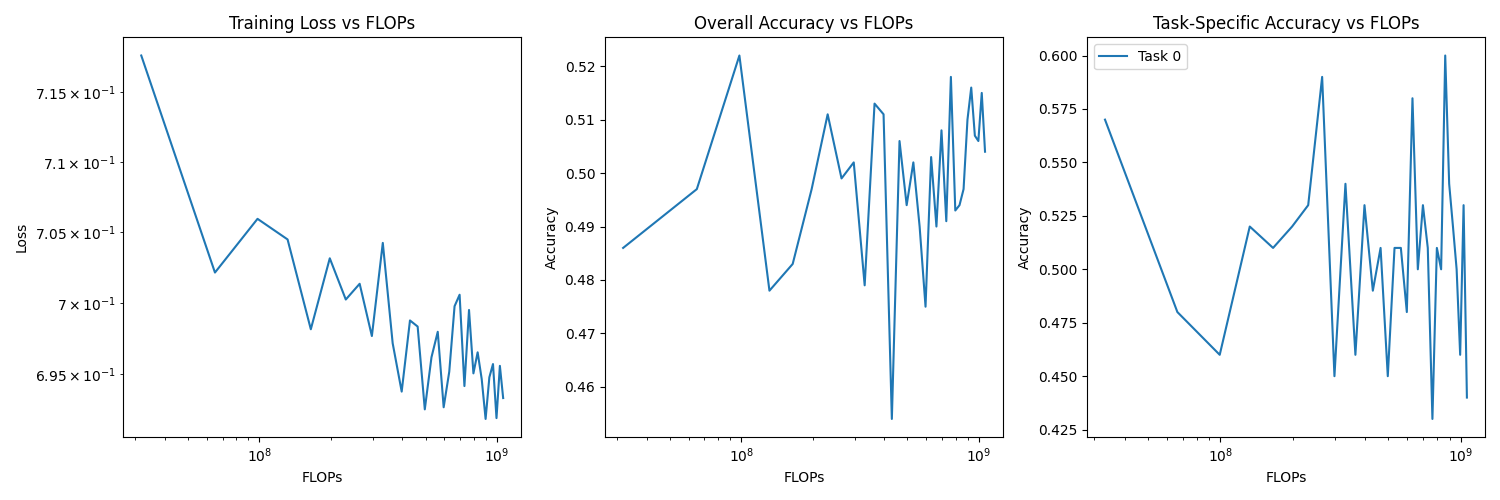 Training Loss vs FLOPs
7.15 × 10⁻¹
7.1 × 10⁻¹
7.05 × 10⁻¹
7 × 10⁻¹
6.95 × 10⁻¹
Loss
10⁸ 10⁹
FLOPs
Overall Accuracy vs FLOPs
0.52
0.51
0.50
0.49
0.48
0.47
0.46
Accuracy
10⁸ 10⁹
FLOPs
Task-Specific Accuracy vs FLOPs
Task 0
0.600
0.575
0.550
0.525
0.500
0.475
0.450
0.425
Accuracy
10⁸ 10⁹
FLOPs